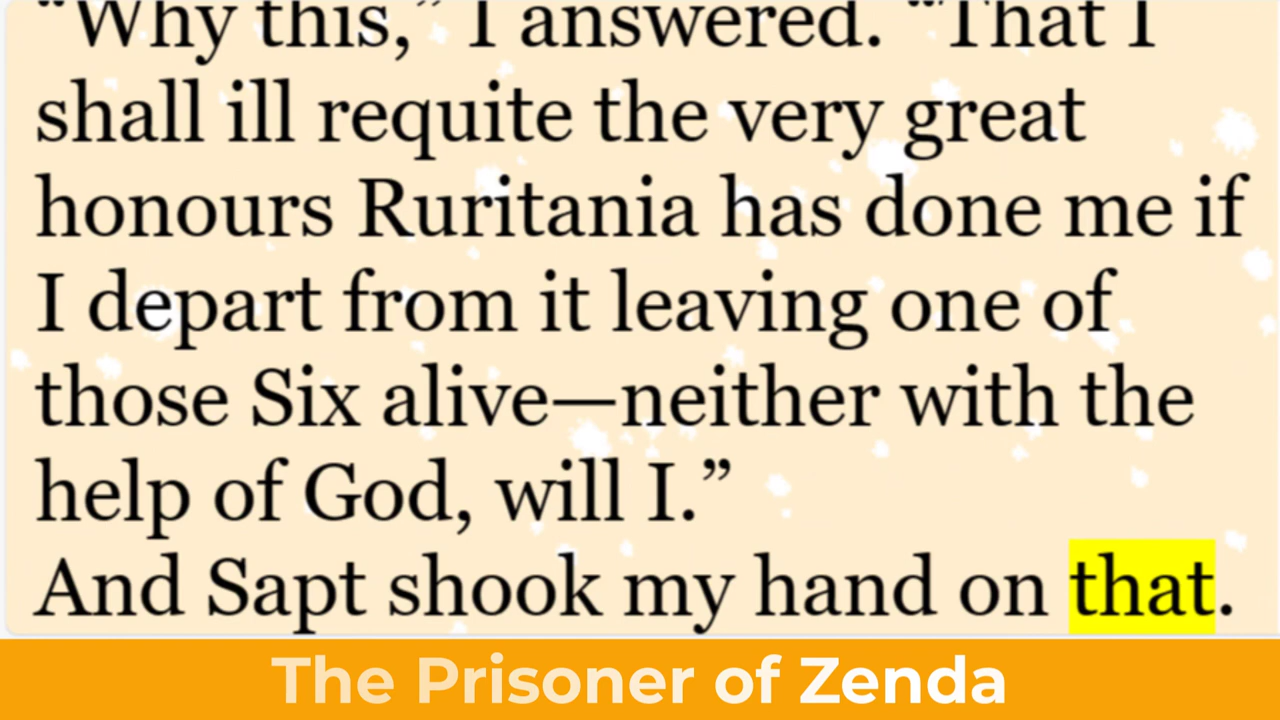 “Why this,” I answered. “That I
shall ill requite the very great
honours Ruritania has done me if
I depart from it leaving one of
those Six alive—neither with the
help of God, will I.”
And Sapt shook my hand on that.
The Prisoner of Zenda